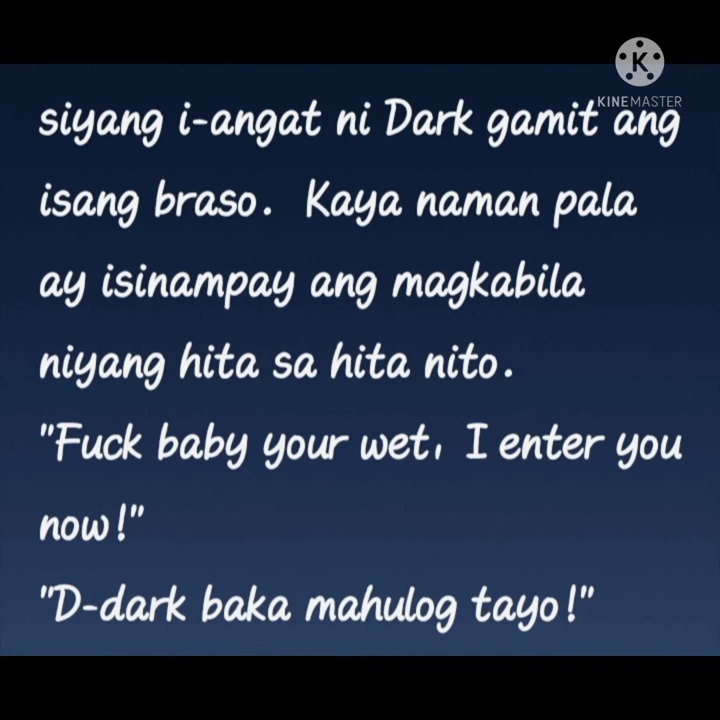 KINEMASTER
siyang i-angat ni Dark gamit ang
isang braso. Kaya naman pala
ay isinampay ang magkabila
niyang hita sa hita nito.
"Fuck baby your wet, I enter you
now!"
"D-dark baka mahulog tayo!"